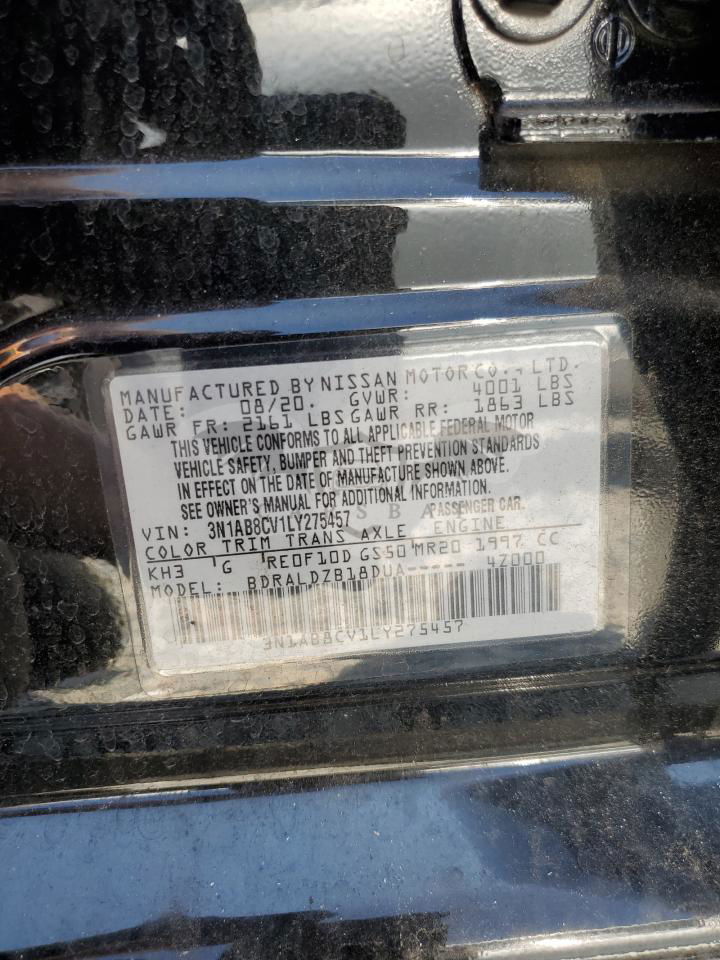 MANUFACTURED BY NISSAN MOTOR CO., LTD.
DATE: 08/20. GVWR: 4001 LBS
GAWR FR: 2161 LBS GAWR RR: 1863 LBS
THIS VEHICLE CONFORMS TO ALL APPLICABLE FEDERAL MOTOR
VEHICLE SAFETY, BUMPER AND THEFT PREVENTION STANDARDS
IN EFFECT ON THE DATE OF MANUFACTURE SHOWN ABOVE.
SEE OWNER'S MANUAL FOR ADDITIONAL INFORMATION.
VIN: 3N1AB8CV1LY275457 PASSENGER CAR.
COLOR TRIM TRANS AXLE ENGINE
KH3 'G 'RE0F10D GS50'MR20 1997 CC
MODEL: BDRALDZB18DUA----- 4Z000
3N1AB8CV1LY275457